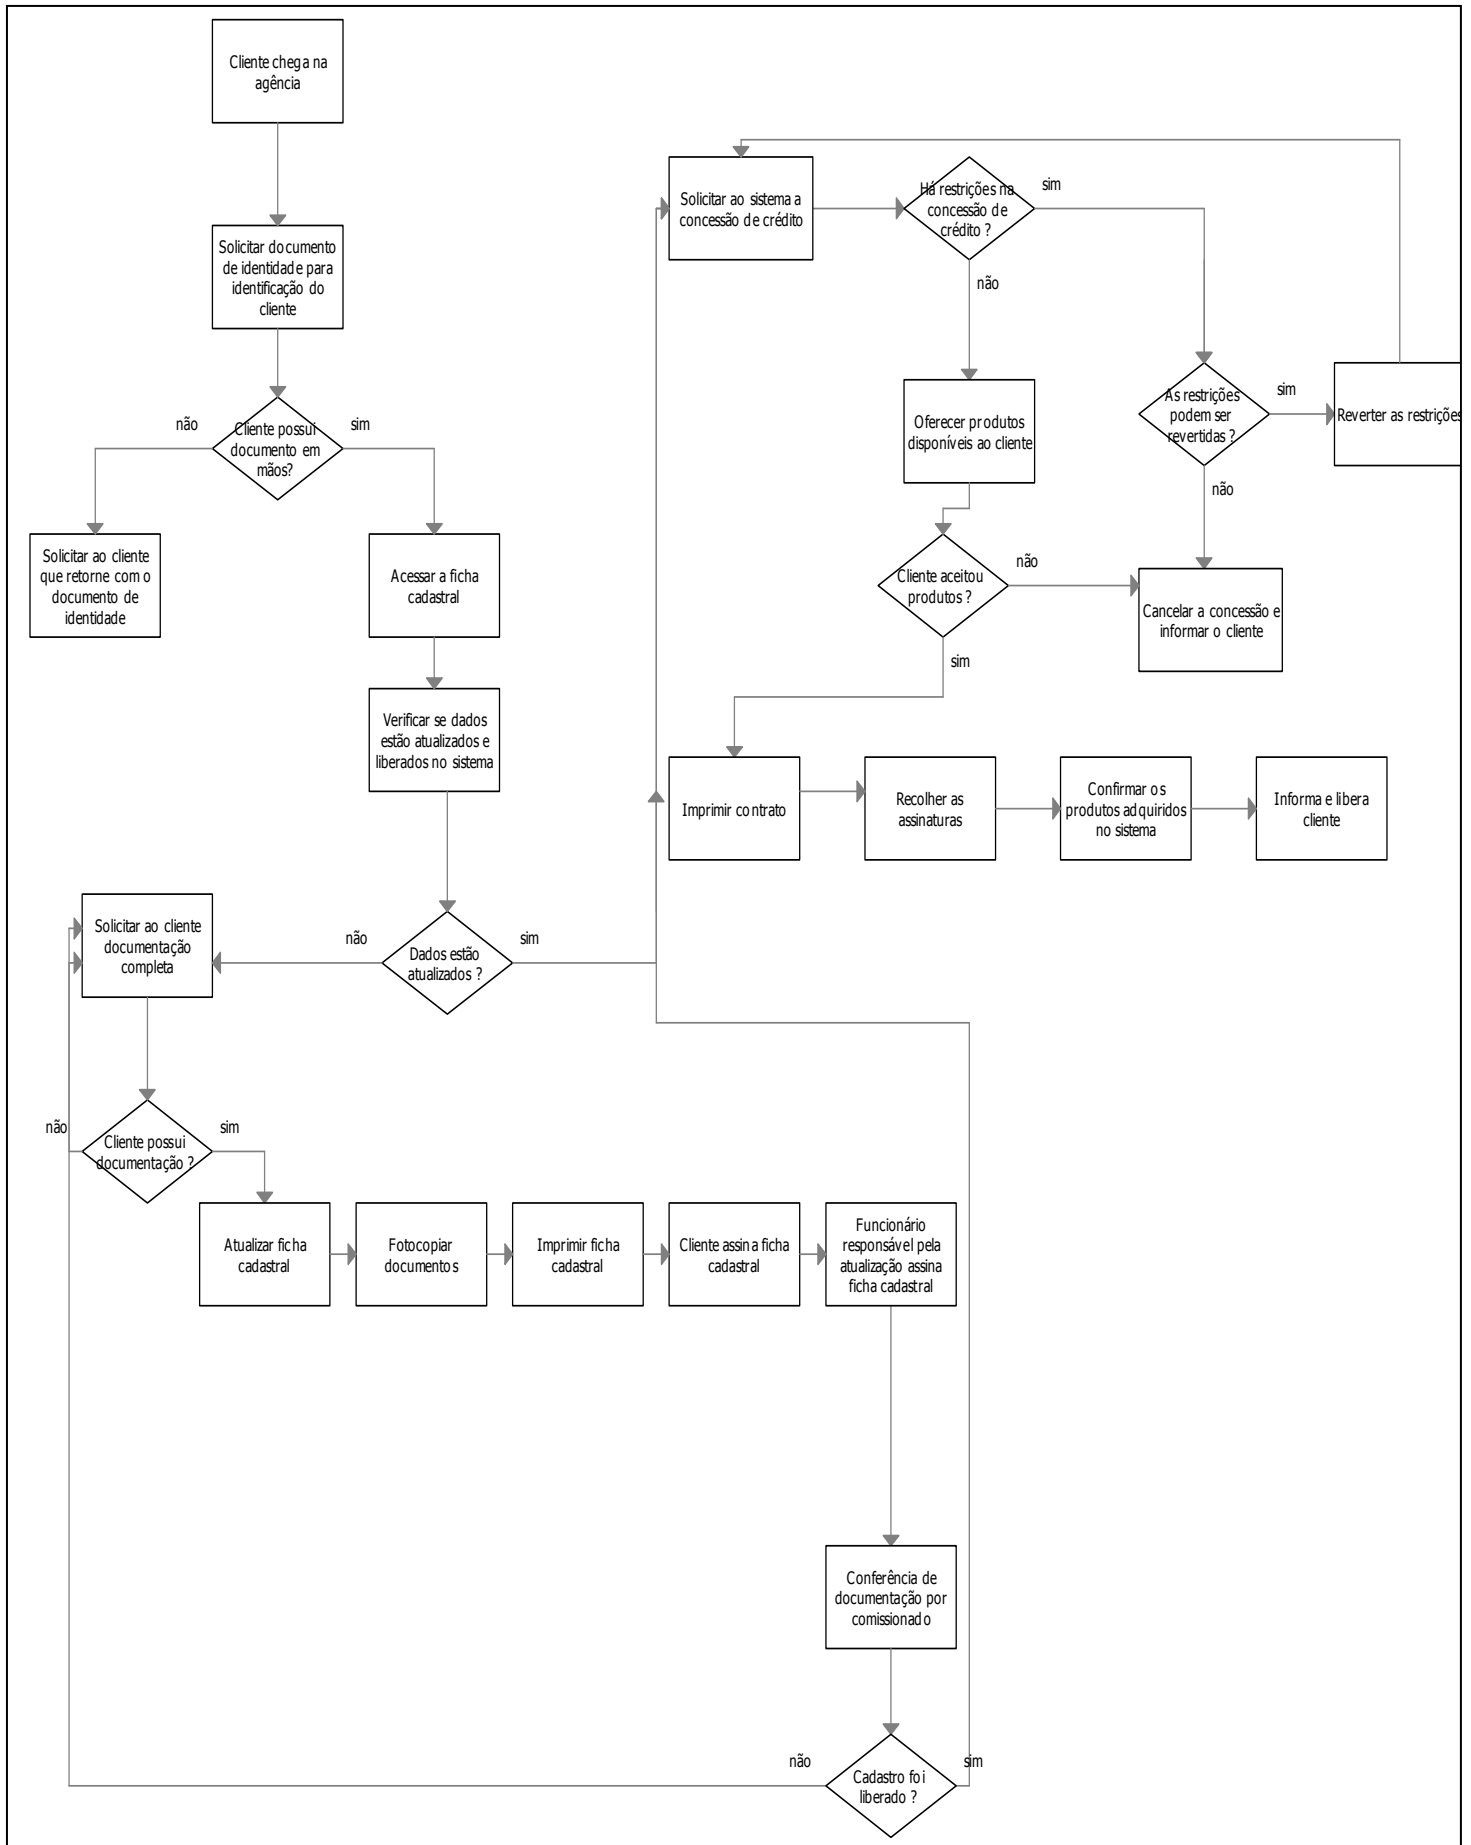 Cliente chega na
agência
Solicitar documento
de identidade para
identificação do
cliente
não
sim
Cliente possui
documento em
mãos?
Solicitar ao cliente
que retorne com o
documento de
identidade
Acessar a ficha
cadastral
Verificar se dados
estão atualizados e
liberados no sistema
Solicitar ao cliente
documentação
completa
não
sim
Dados estão
atualizados ?
não
sim
Cliente possui
documentação ?
Atualizar ficha
cadastral
Fotocopiar
documentos
Imprimir ficha
cadastral
Cliente assina ficha
cadastral
Funcionário
responsável pela
atualização assina
ficha cadastral
Conferência de
documentação por
comissionado
não
sim
Cadastro foi
liberado ?
Solicitar ao sistema a
concessão de crédito
Há restrições na
concessão de
crédito ?
sim
não
Oferecer produtos
disponíveis ao cliente
As restrições
podem ser
revertidas ?
sim
não
Reverter as restrições
Cliente aceitou
produtos ?
não
sim
Cancelar a concessão e
informar o cliente
Imprimir contrato
Recolher as
assinaturas
Confirmar os
produtos adquiridos
no sistema
Informa e libera
cliente